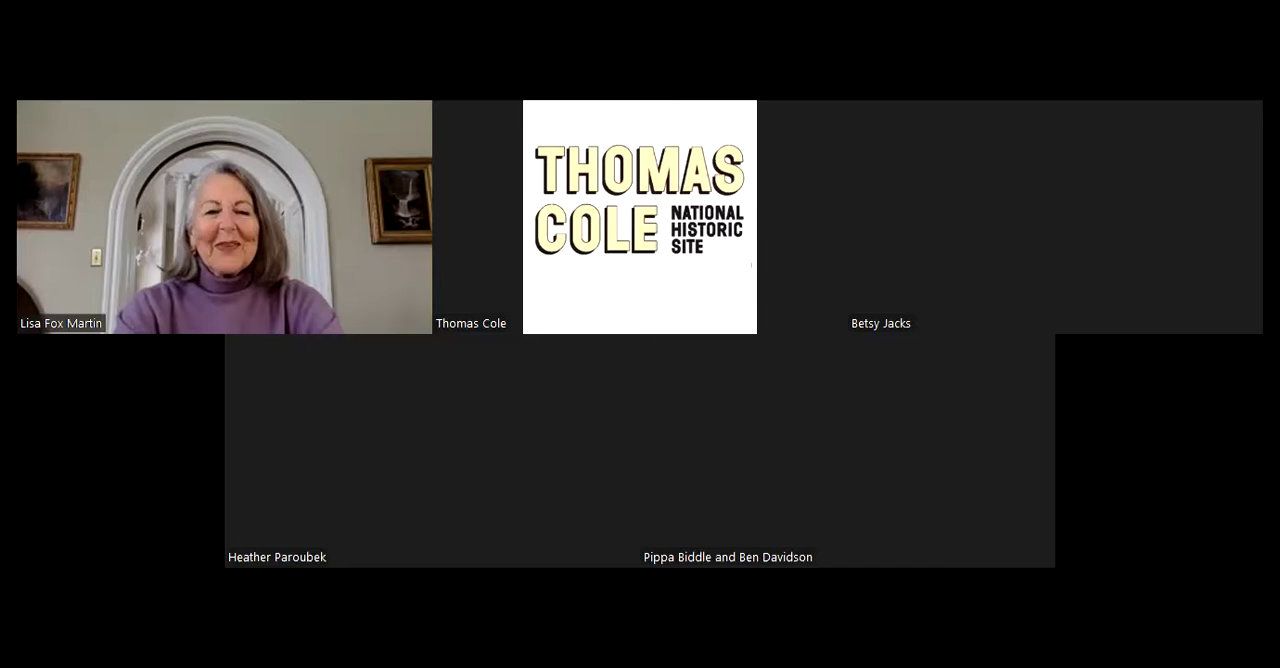 THOMAS
COLE NATIONAL
HISTORIC
SITE
Lisa Fox Martin
Thomas Cole
Betsy Jacks
Heather Paroubek
Pippa Biddle and Ben Davidson